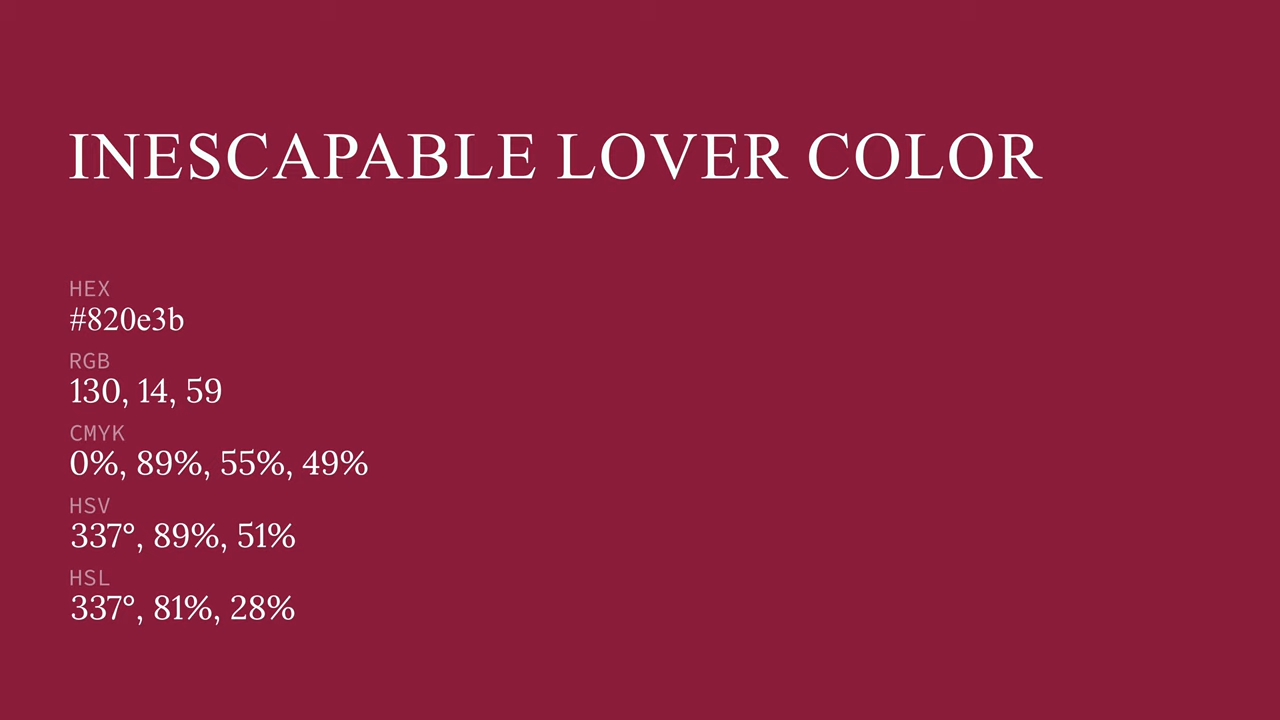 INESCAPABLE LOVER COLOR
HEX
#820e3b
RGB
130, 14, 59
CMYK
0%, 89%, 55%, 49%
HSV
337°, 89%, 51%
HSL
337°, 81%, 28%